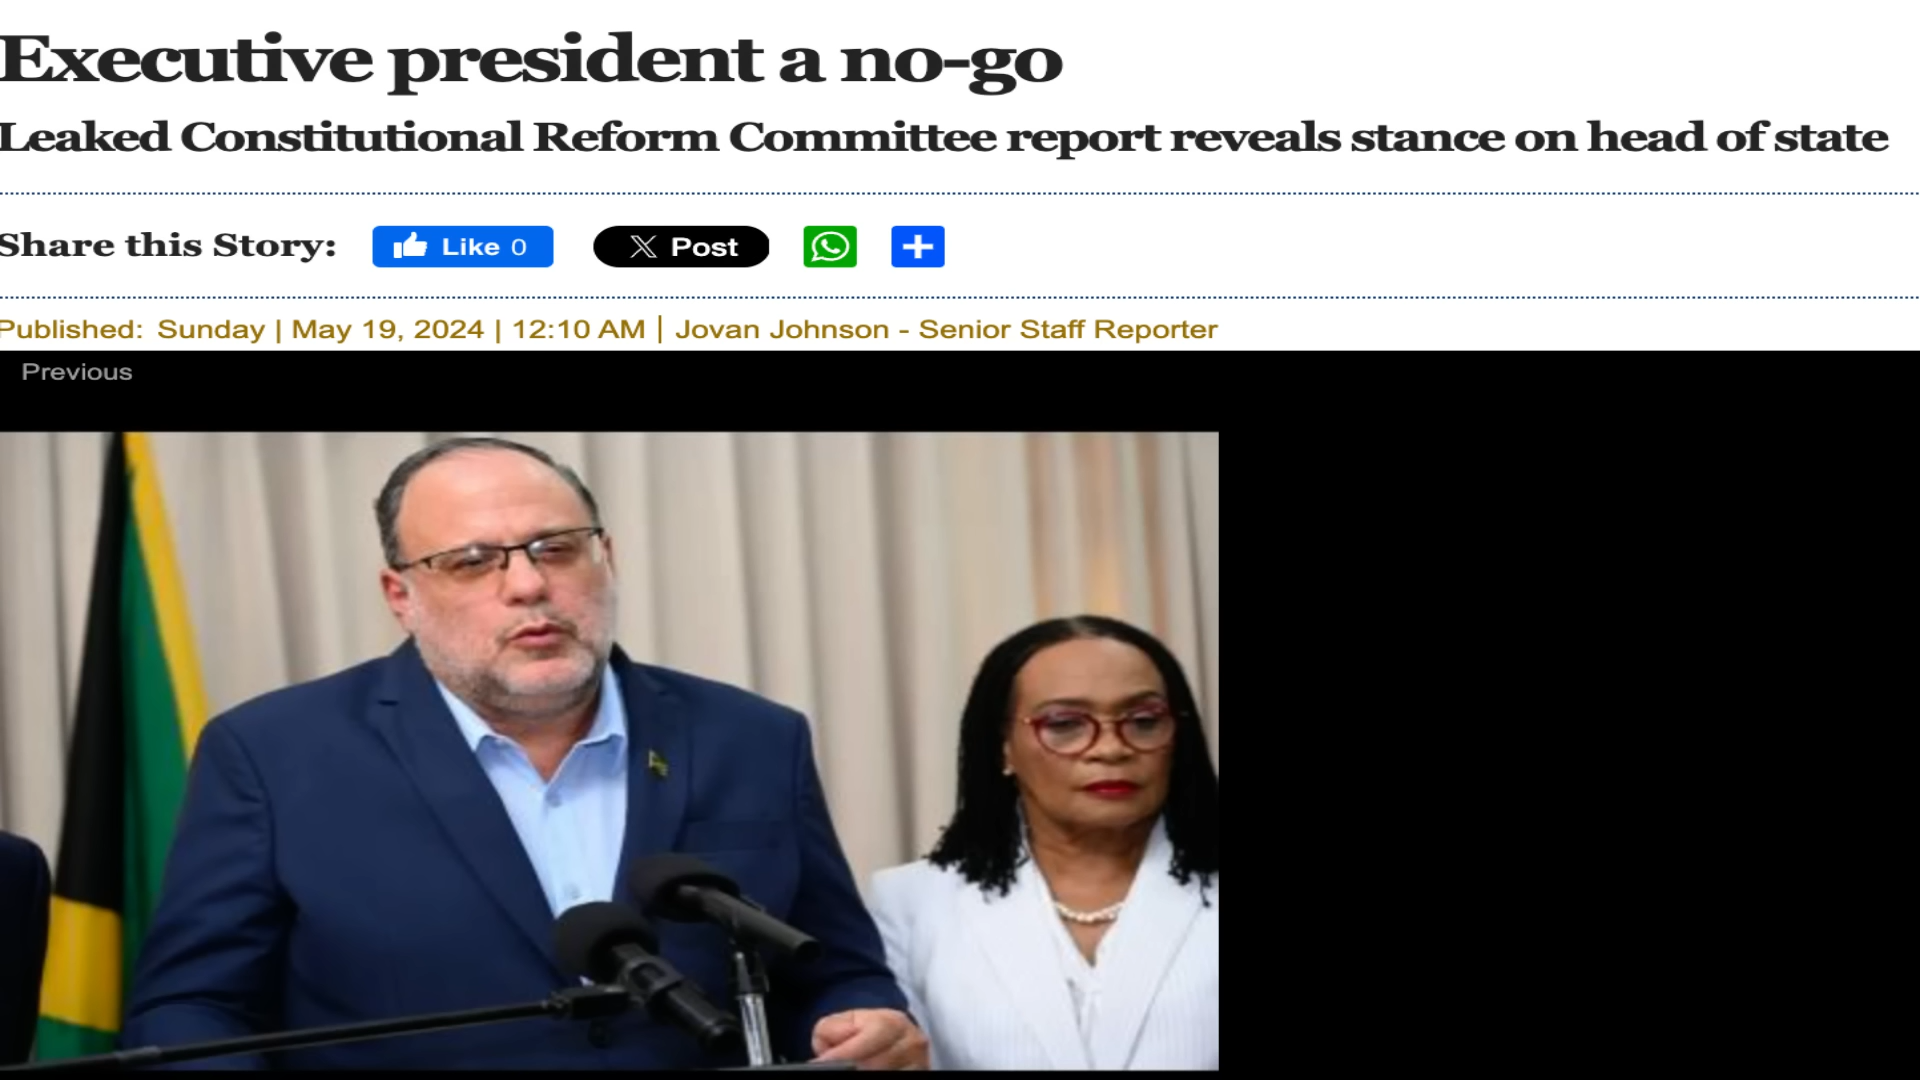 Executive president a no-go
Leaked Constitutional Reform Committee report reveals stance on head of state
Share this Story: Like 0 X Post
Published: Sunday | May 19, 2024 | 12:10 AM | Jovan Johnson - Senior Staff Reporter
Previous